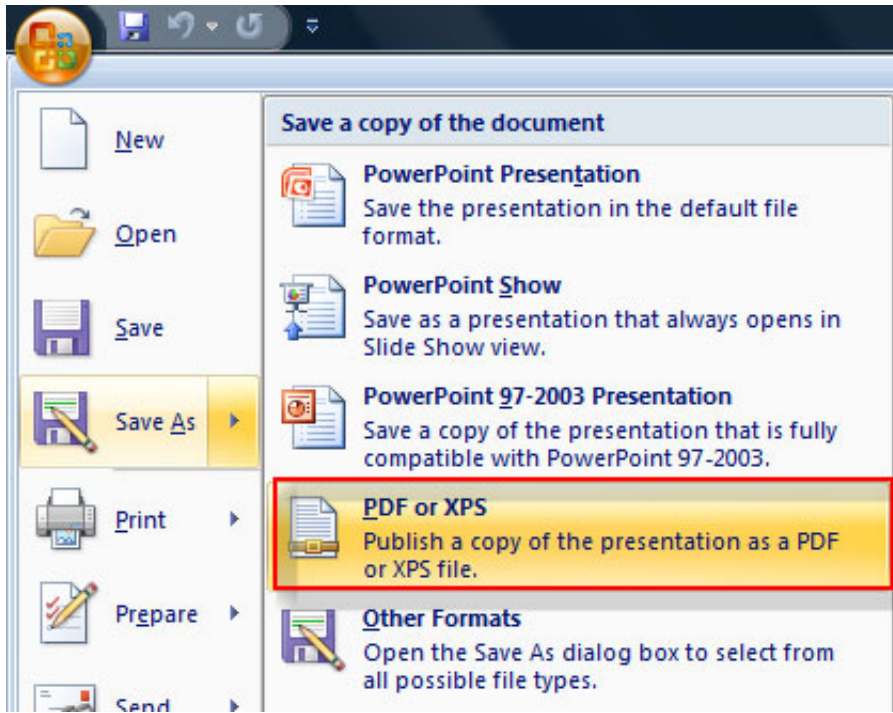 New
Open
Save
Save As
Print
Prepare
Send
Save a copy of the document
PowerPoint Presentation
Save the presentation in the default file
format.
PowerPoint Show
Save as a presentation that always opens in
Slide Show view.
PowerPoint 97-2003 Presentation
Save a copy of the presentation that is fully
compatible with PowerPoint 97-2003.
PDF or XPS
Publish a copy of the presentation as a PDF
or XPS file.
Other Formats
Open the Save As dialog box to select from
all possible file types.